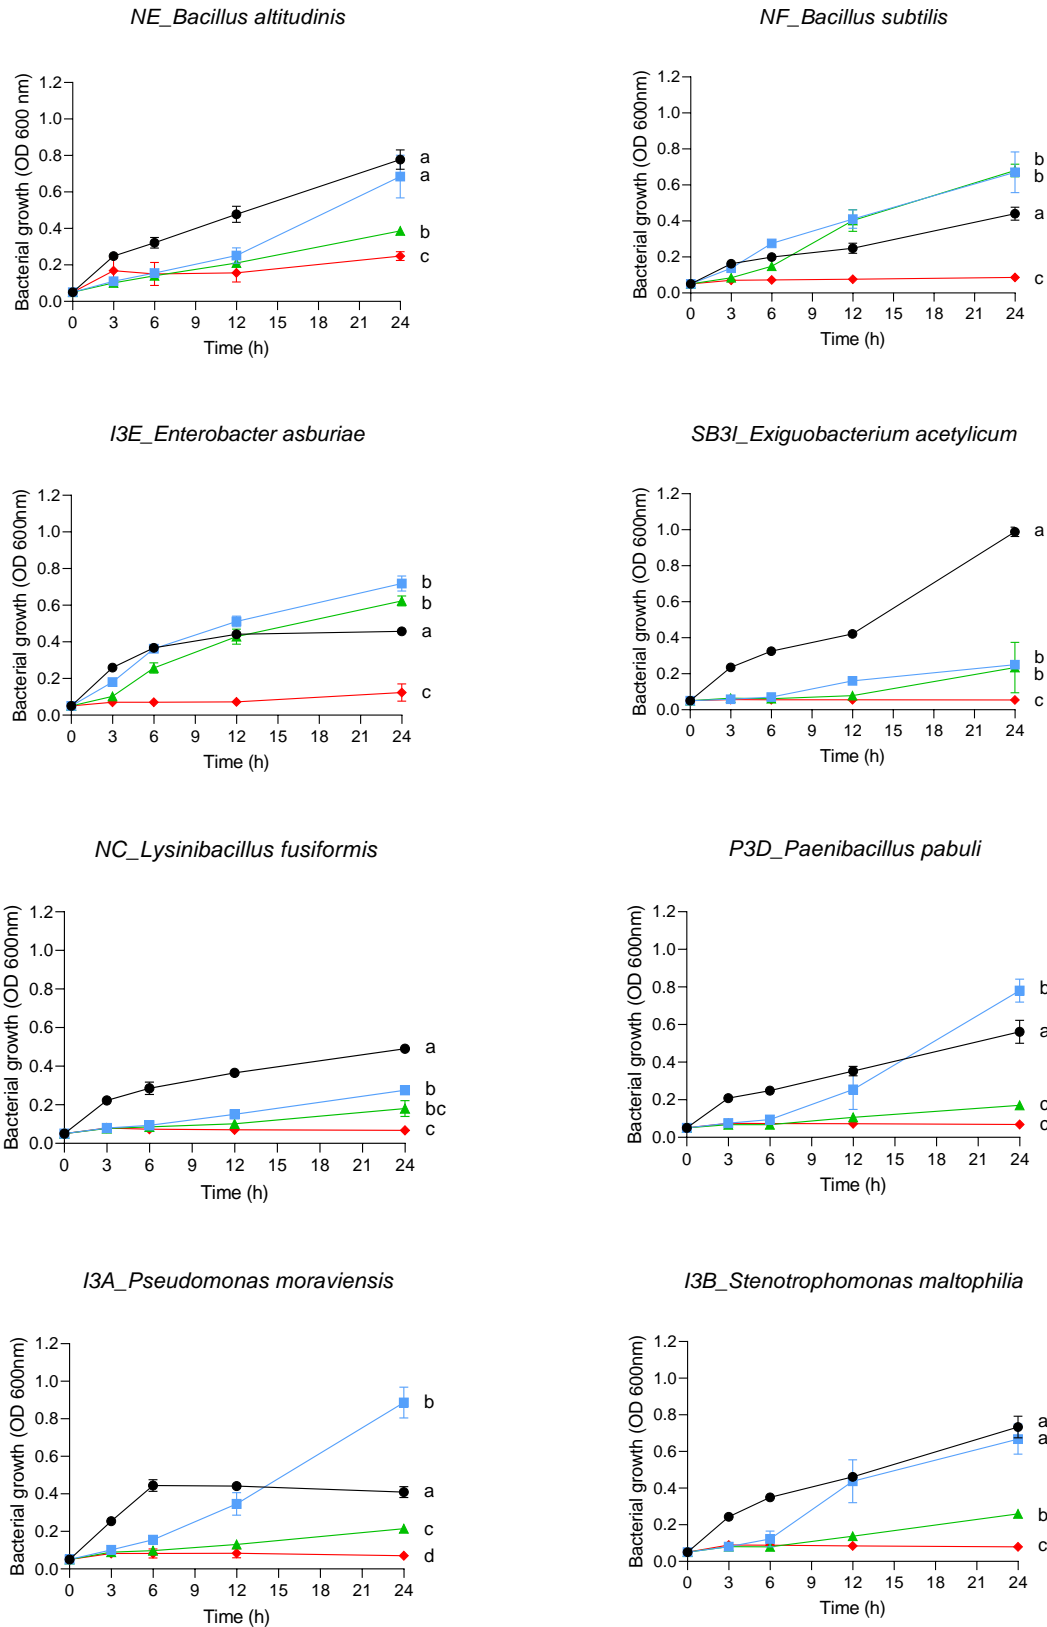 NE_Bacillus altitudinis
NF_Bacillus subtilis
Bacterial growth (OD 600 nm)
1.2
1.0
0.8
0.6
0.4
0.2
0.0
0 3 6 9 12 15 18 21 24
Time (h)
a
a
b
c
Bacterial growth (OD 600nm)
1.2
1.0
0.8
0.6
0.4
0.2
0.0
0 3 6 9 12 15 18 21 24
Time (h)
b
b
a
c
I3E_Enterobacter asburiae
SB3I_Exiguobacterium acetylicum
Bacterial growth (OD 600nm)
1.2
1.0
0.8
0.6
0.4
0.2
0.0
0 3 6 9 12 15 18 21 24
Time (h)
b
b
a
c
Bacterial growth (OD 600nm)
1.2
1.0
0.8
0.6
0.4
0.2
0.0
0 3 6 9 12 15 18 21 24
Time (h)
a
b
b
c
NC_Lysinibacillus fusiformis
P3D_Paenibacillus pabuli
Bacterial growth (OD 600nm)
1.2
1.0
0.8
0.6
0.4
0.2
0.0
0 3 6 9 12 15 18 21 24
Time (h)
a
b
bc
c
Bacterial growth (OD 600nm)
1.2
1.0
0.8
0.6
0.4
0.2
0.0
0 3 6 9 12 15 18 21 24
Time (h)
b
a
c
c
I3A_Pseudomonas moraviensis
I3B_Stenotrophomonas maltophilia
Bacterial growth (OD 600nm)
1.2
1.0
0.8
0.6
0.4
0.2
0.0
0 3 6 9 12 15 18 21 24
Time (h)
b
a
c
d
Bacterial growth (OD 600nm)
1.2
1.0
0.8
0.6
0.4
0.2
0.0
0 3 6 9 12 15 18 21 24
Time (h)
a
a
b
c